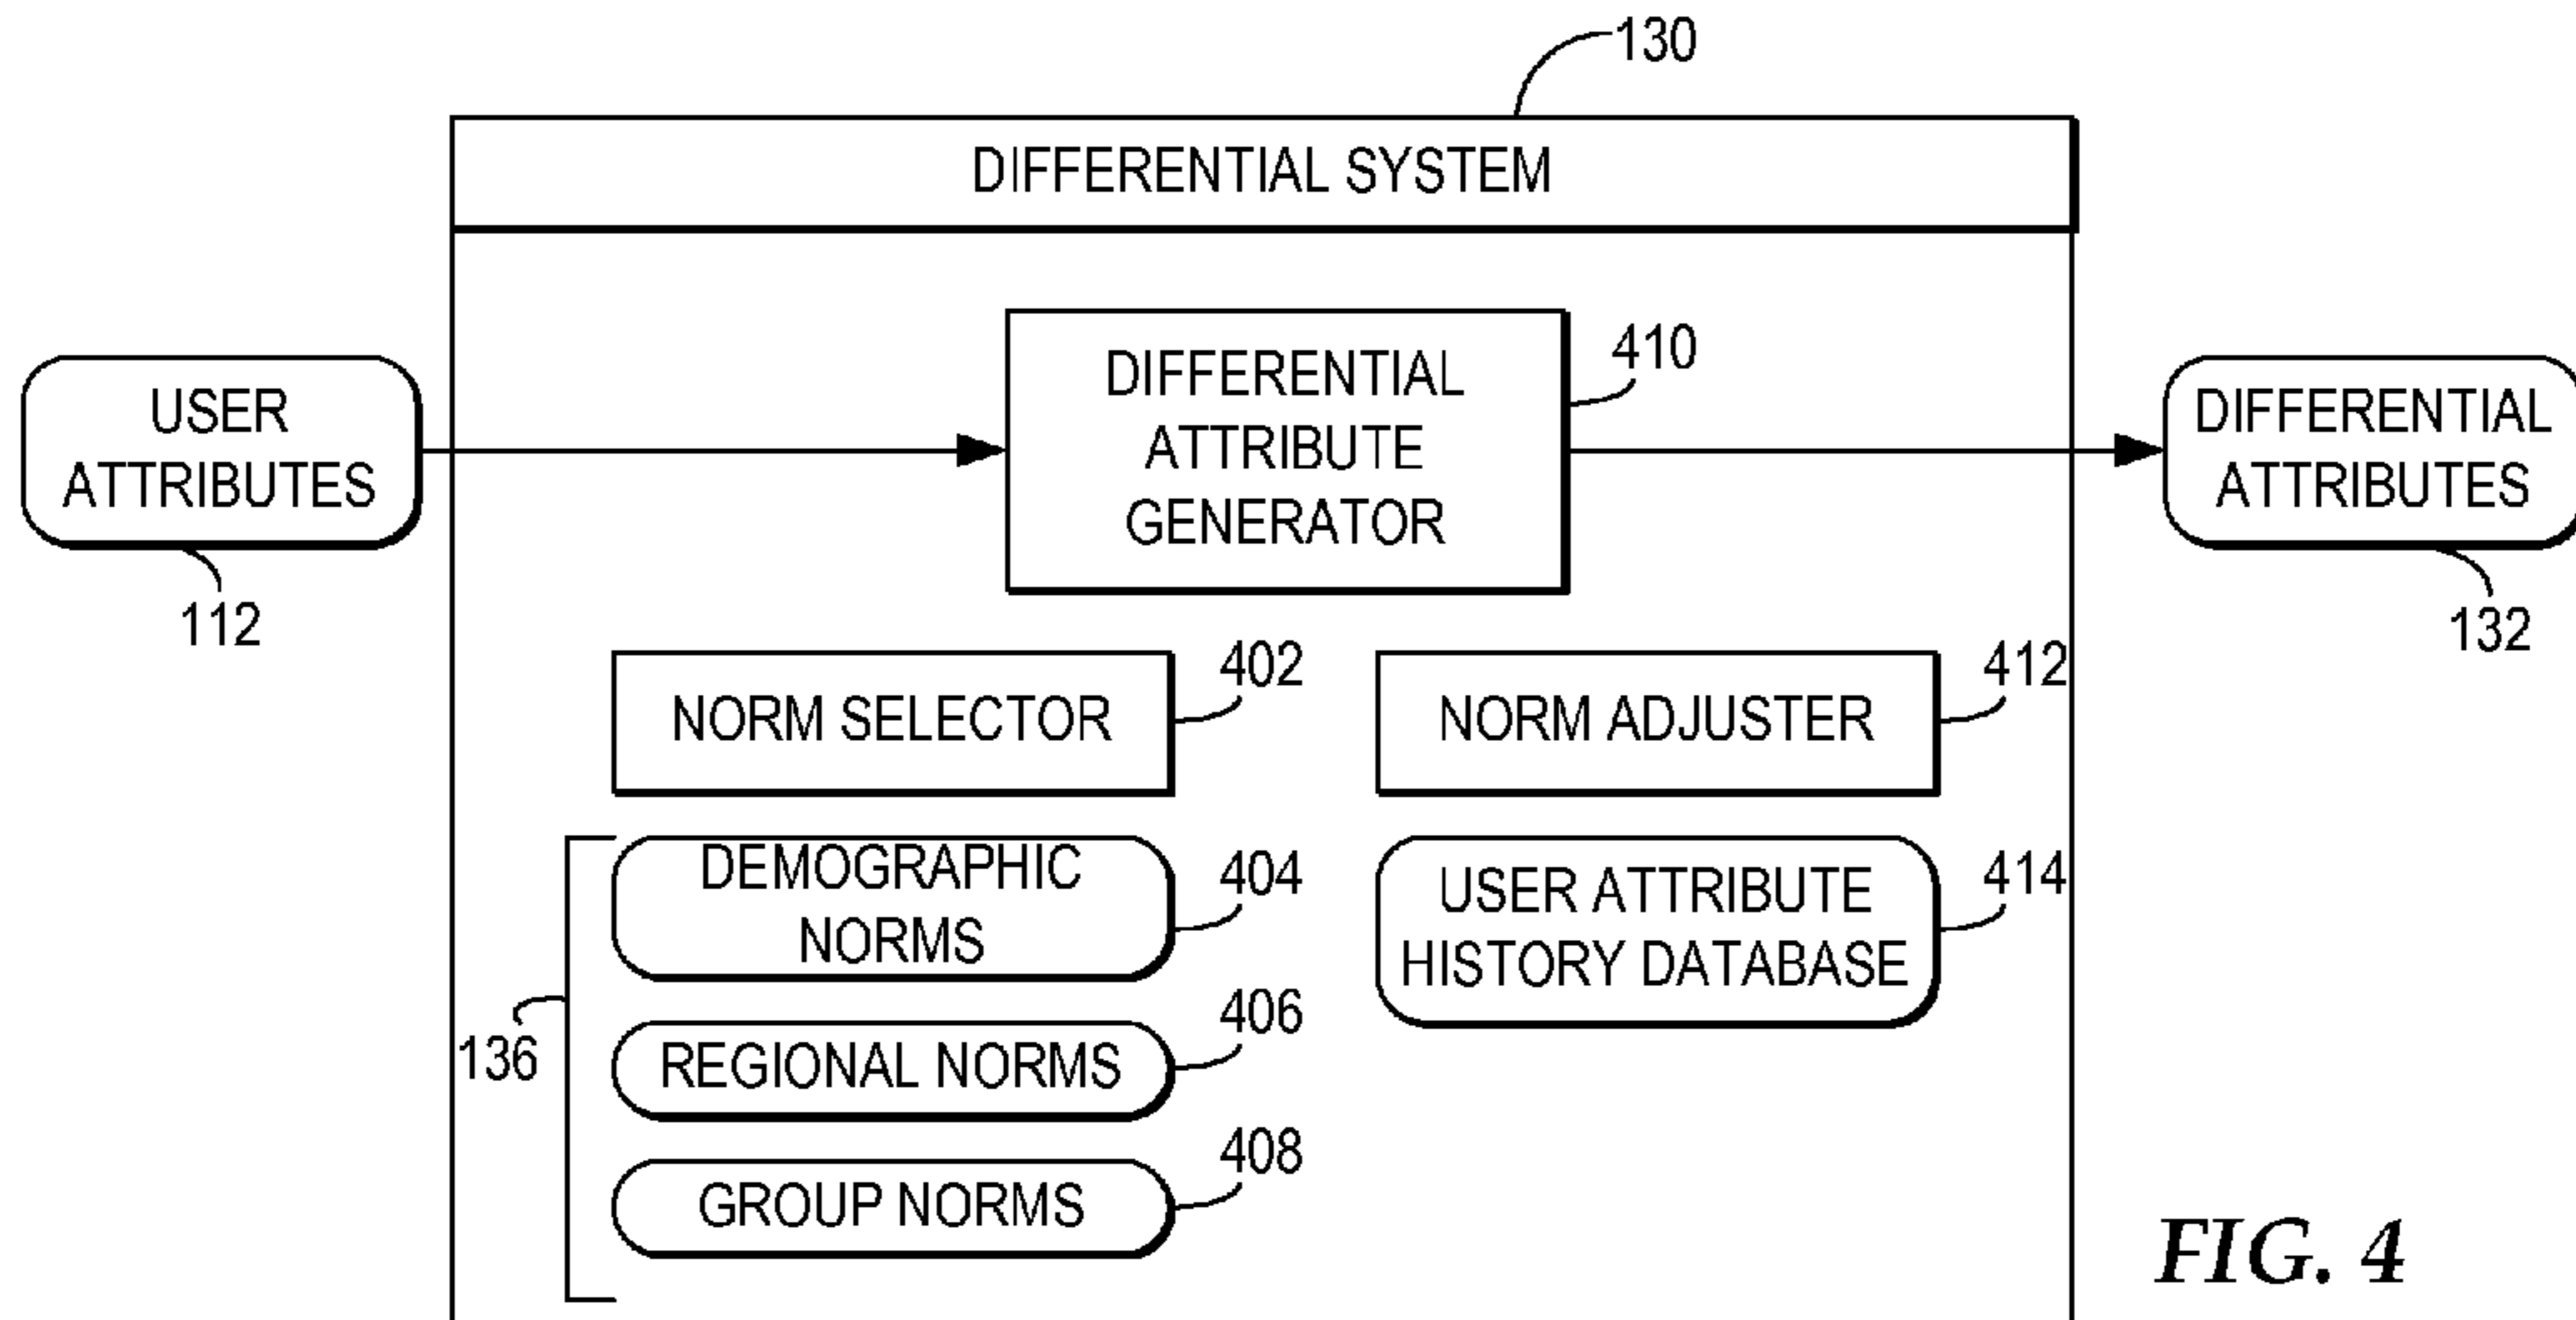 130
DIFFERENTIAL SYSTEM
USER
ATTRIBUTES
112
DIFFERENTIAL
ATTRIBUTE
GENERATOR
410
DIFFERENTIAL
ATTRIBUTES
132
NORM SELECTOR
402
NORM ADJUSTER
412
136
DEMOGRAPHIC
NORMS
404
USER ATTRIBUTE
HISTORY DATABASE
414
REGIONAL NORMS
406
GROUP NORMS
408
FIG. 4